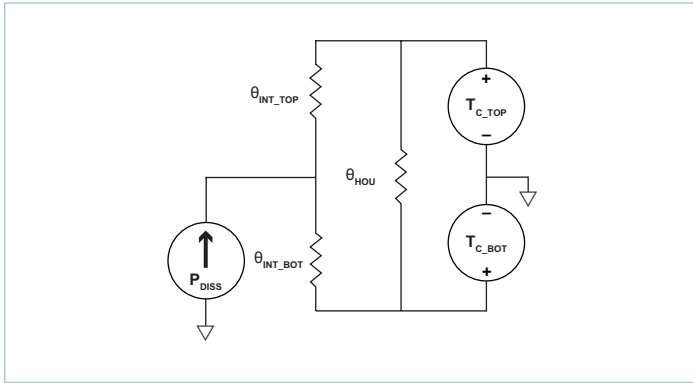 θINT_TOP
+
TC_TOP
−
θHOU
−
TC_BOT
+
θINT_BOT
PDISS